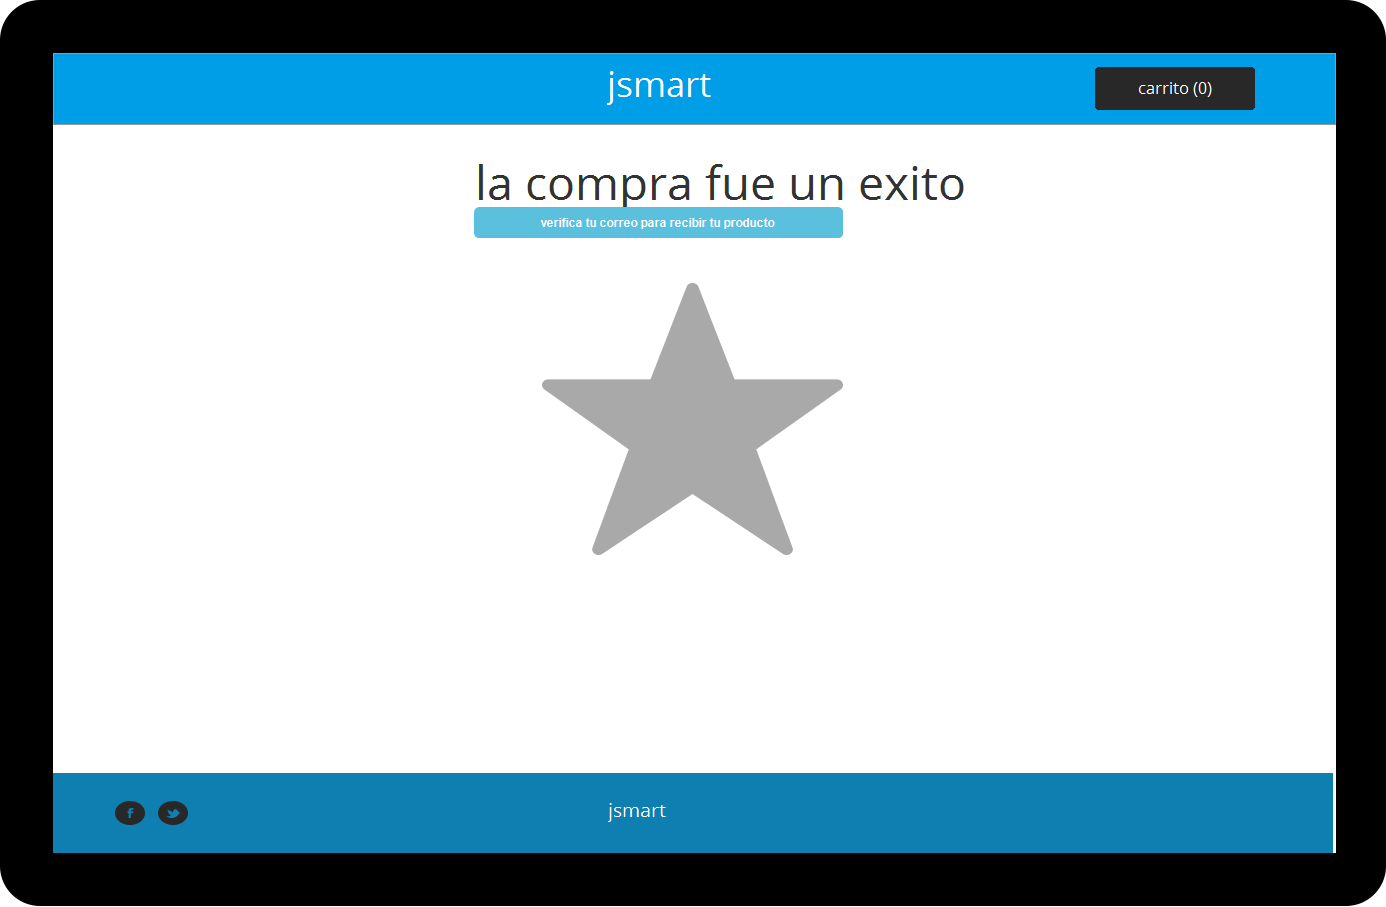 jsmart
carrito (0)
la compra fue un exito
verifica tu correo para recibir tu producto
jsmart